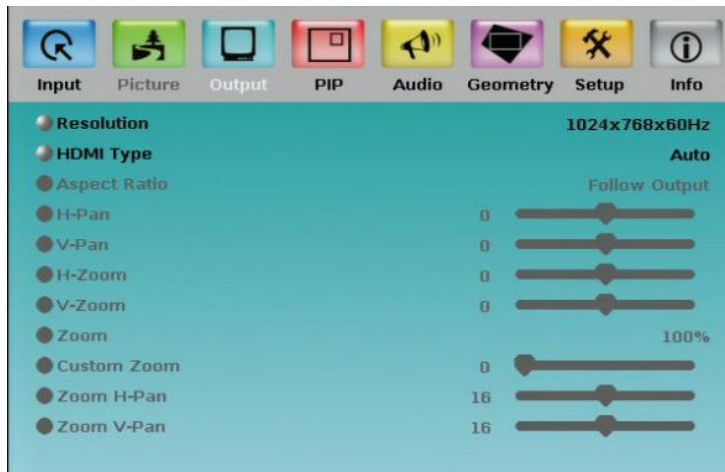 Input Picture Output PIP Audio Geometry Setup Info
Resolution 1024x768x60Hz
HDMI Type Auto
Aspect Ratio Follow Output
H-Pan 0
V-Pan 0
H-Zoom 0
V-Zoom 0
Zoom 100%
Custom Zoom 0
Zoom H-Pan 16
Zoom V-Pan 16